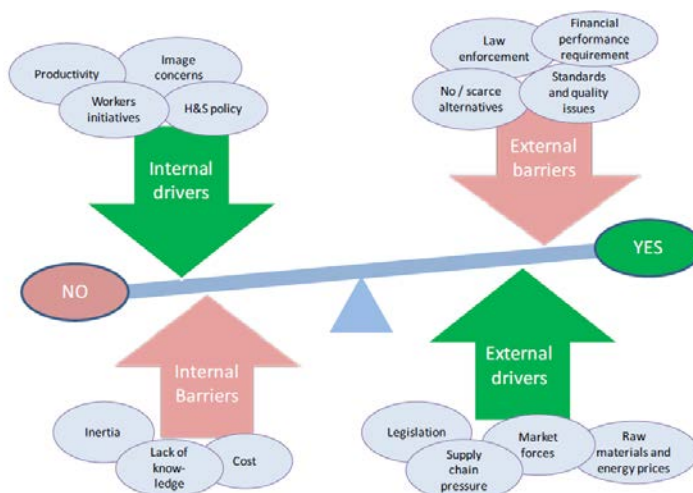 Productivity
Image
concerns
Workers
initiatives
H&S policy
Internal
drivers
Law
enforcement
Financial
performance
requirement
No / scarce
alternatives
Standards
and quality
issues
External
barriers
NO
YES
Internal
Barriers
Inertia
Lack of
know-
ledge
Cost
External
drivers
Legislation
Supply
chain
pressure
Market
forces
Raw
materials and
energy prices